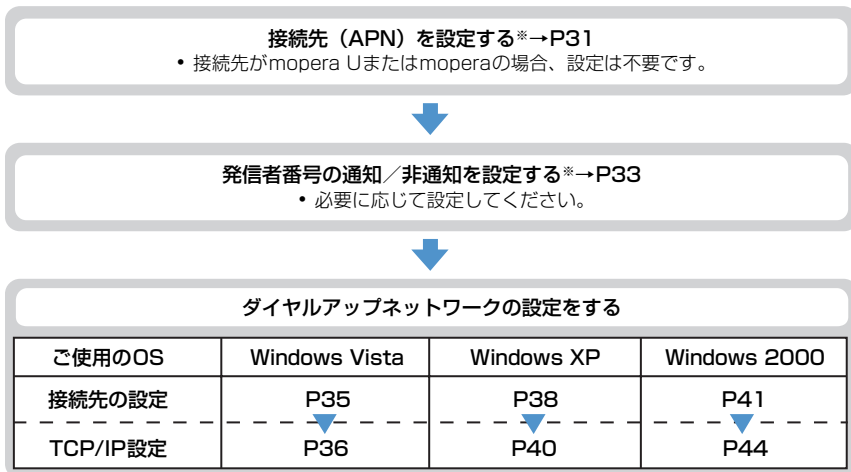 接続先（APN）を設定する※→P31
• 接続先がmopera Uまたはmoperaの場合、設定は不要です。
発信者番号の通知／非通知を設定する※→P33
• 必要に応じて設定してください。
ダイヤルアップネットワークの設定をする
ご使用のOS Windows Vista Windows XP Windows 2000
接続先の設定 P35 P38 P41
TCP/IP設定 P36 P40 P44